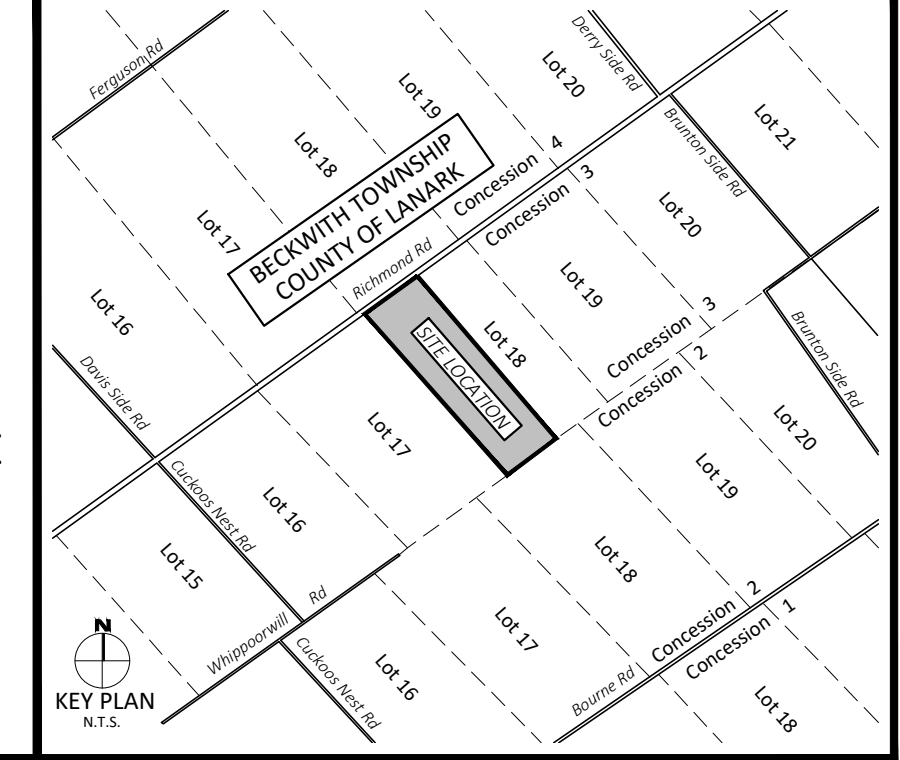 Ferguson Rd
Derry Side Rd
Lot 20
Lot 19
Lot 21
Brunton Side Rd
Lot 18
BECKWITH TOWNSHIP
COUNTY OF LANARK
Concession 4
Concession 3
Lot 17
Lot 20
Richmond Rd
Lot 19
Lot 16
Lot 18
SITE LOCATION
Concession 3
Concession 2
Brunton Side Rd
Davis Side Rd
Lot 17
Lot 20
Cuckoos Nest Rd
Lot 16
Lot 19
Lot 15
Lot 18
Whippoorwill Rd
Lot 17
Concession 2
Concession 1
N
KEY PLAN
N.T.S.
Cuckoos Nest Rd
Lot 16
Bourne Rd
Lot 18